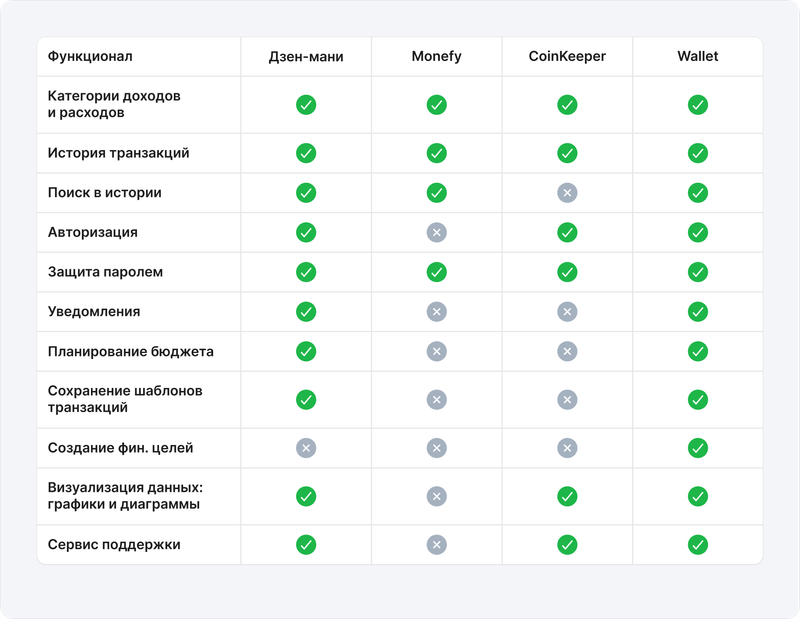 Функционал Дзен-мани Monefy CoinKeeper Wallet
Категории доходов
и расходов
История транзакций
Поиск в истории
Авторизация
Защита паролем
Уведомления
Планирование бюджета
Сохранение шаблонов
транзакций
Создание фин. целей
Визуализация данных:
графики и диаграммы
Сервис поддержки